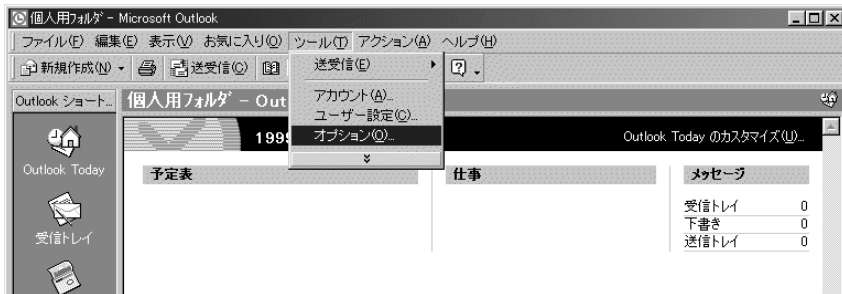 個人用フォルダ - Microsoft Outlook
ファイル(F) 編集(E) 表示(V) お気に入り(O) ツール(T) アクション(A) ヘルプ(H)
新規作成(N) 送受信(C)
送受信(E)
アカウント(A)...
ユーザー設定(C)...
オプション(O)...
Outlook ショート...
個人用フォルダ - Out
1999
Outlook Today のカスタマイズ(U)...
Outlook Today
受信トレイ
予定表
仕事
メッセージ
受信トレイ 0
下書き 0
送信トレイ 0